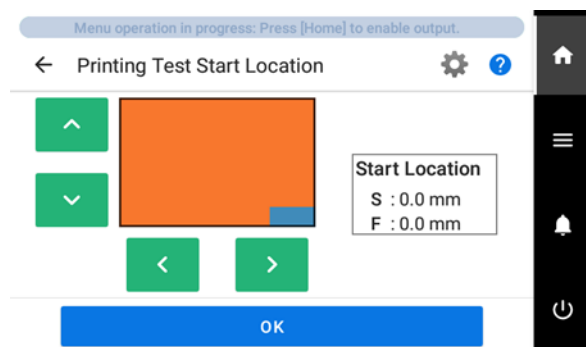 Menu operation in progress: Press [Home] to enable output.
Printing Test Start Location
?
Start Location
S : 0.0 mm
F : 0.0 mm
OK